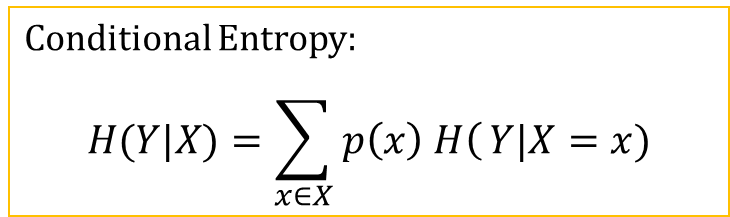 Conditional Entropy:
H(Y|X) = ∑ p(x) H(Y|X = x)
x∈X